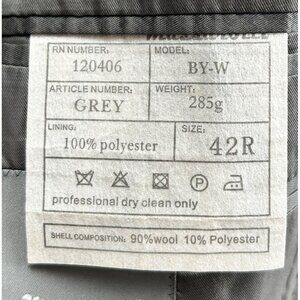 RN NUMBER: MODEL:
120406 BY-W
ARTICLE NUMBER: WEIGHT:
GREY 285g
LINING: SIZE:
100% polyester 42R
P
professional dry clean only
SHELL COMPOSITION: 90%wool 10% Polyester